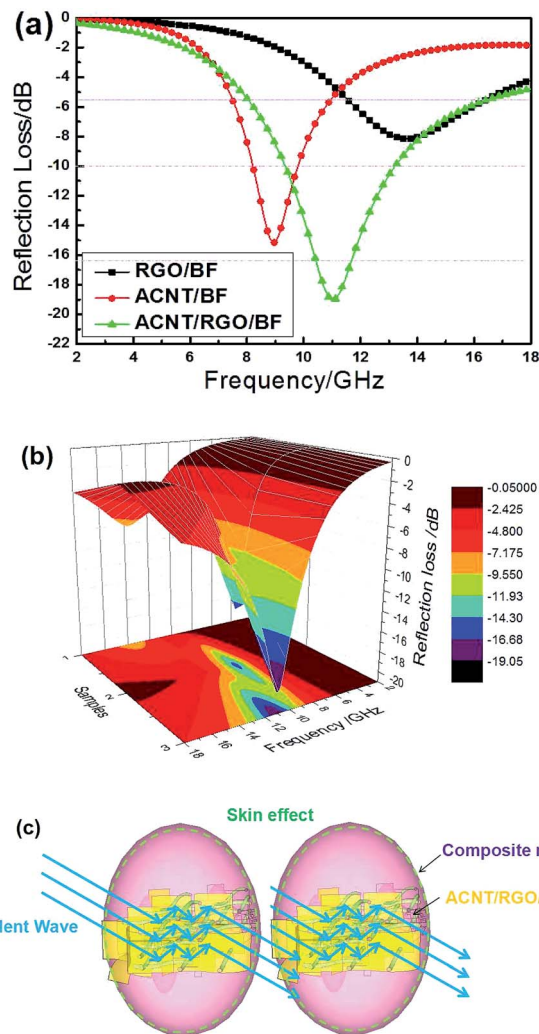 (a)
Reflection Loss/dB
0
-2
-4
-6
-8
-10
-12
-14
-16
-18
-20
-22
RGO/BF
ACNT/BF
ACNT/RGO/BF
2 4 6 8 10 12 14 16 18
Frequency/GHz
(b)
0
-2
-4
-6
-8
-10
-12
-14
-16
-18
-20
Reflection loss /dB
-0.05000
-2.425
-4.800
-7.175
-9.550
-11.93
-14.30
-16.68
-19.05
1
2
3
Samples
18 16 14 12 10 8 6 4 2
Frequency /GHz
(c)
Skin effect
Composite
ACNT/RGO/
Wave